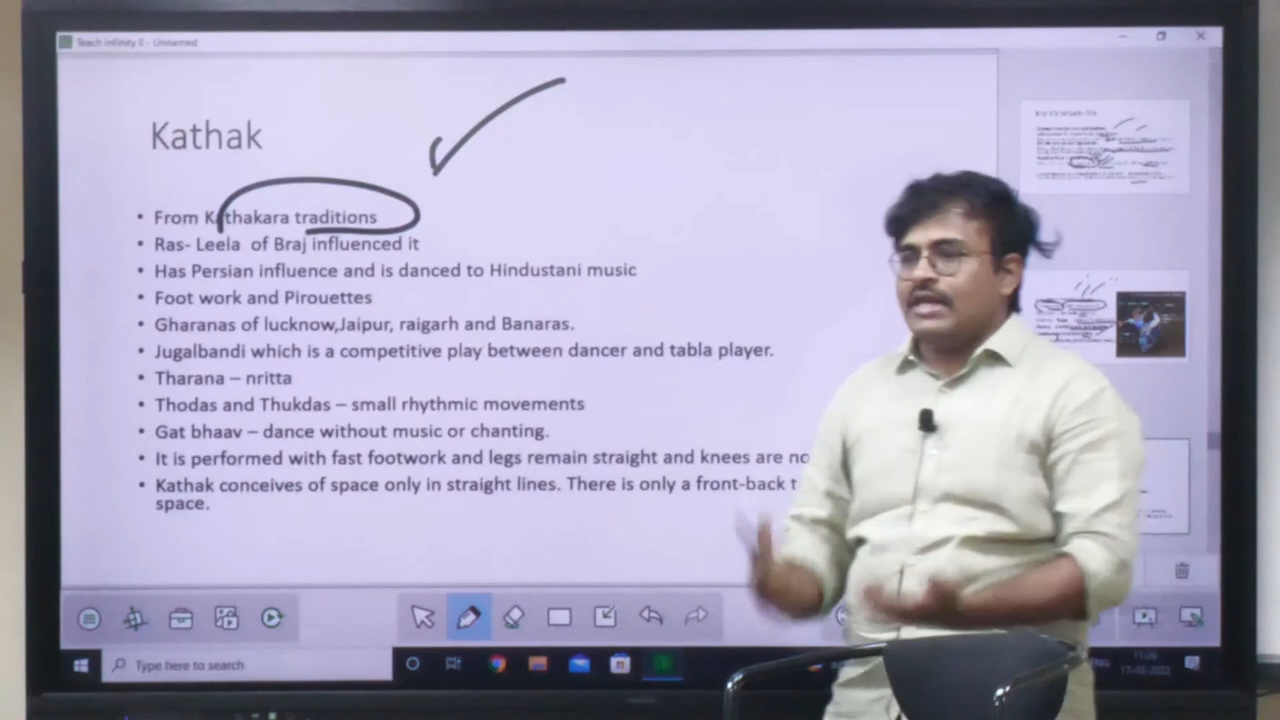 Teach Infinity II - Unnamed
Kathak
• From Kathakara traditions
• Ras- Leela of Braj influenced it
• Has Persian influence and is danced to Hindustani music
• Foot work and Pirouettes
• Gharanas of lucknow,Jaipur, raigarh and Banaras.
• Jugalbandi which is a competitive play between dancer and tabla player.
• Tharana – nritta
• Thodas and Thukdas – small rhythmic movements
• Gat bhaav – dance without music or chanting.
• It is performed with fast footwork and legs remain straight and knees are
• Kathak conceives of space only in straight lines. There is only a front-back
space.
Type here to search